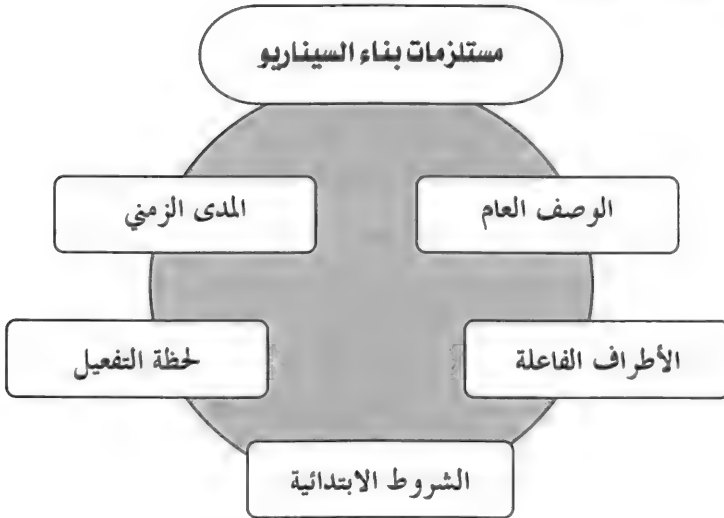 مستلزمات بناء السيناريو
الوصف العام
المدى الزمني
الأطراف الفاعلة
لحظة التفعيل
الشروط الابتدائية